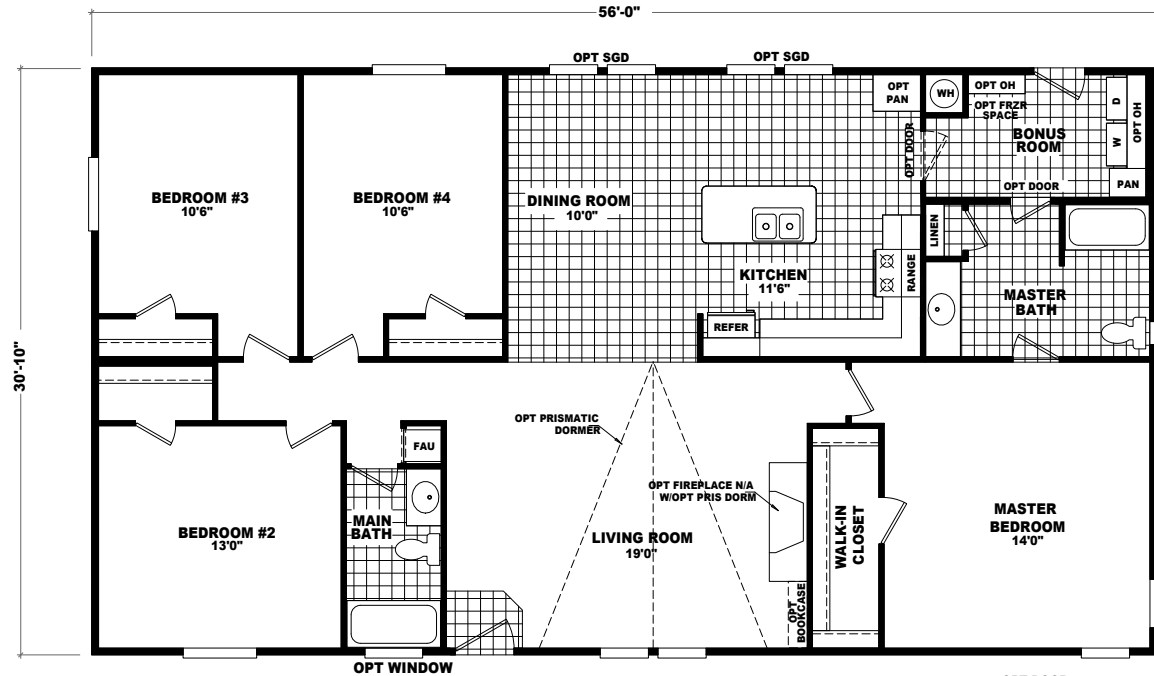 56'-0"
OPT SGD
OPT SGD
30'-10"
BEDROOM #3
10'6"
BEDROOM #4
10'6"
DINING ROOM
10'0"
KITCHEN
11'6"
OPT
PAN
WH
OPT OH
OPT FRZR
SPACE
BONUS
ROOM
D
W
OPT OH
PAN
OPT DOOR
OPT DOOR
LINEN
RANGE
REFER
MASTER
BATH
OPT PRISMATIC
DORMER
FAU
BEDROOM #2
13'0"
MAIN
BATH
OPT FIREPLACE N/A
W/OPT PRIS DORM
LIVING ROOM
19'0"
OPT
BOOKCASE
WALK-IN
CLOSET
MASTER
BEDROOM
14'0"
OPT WINDOW